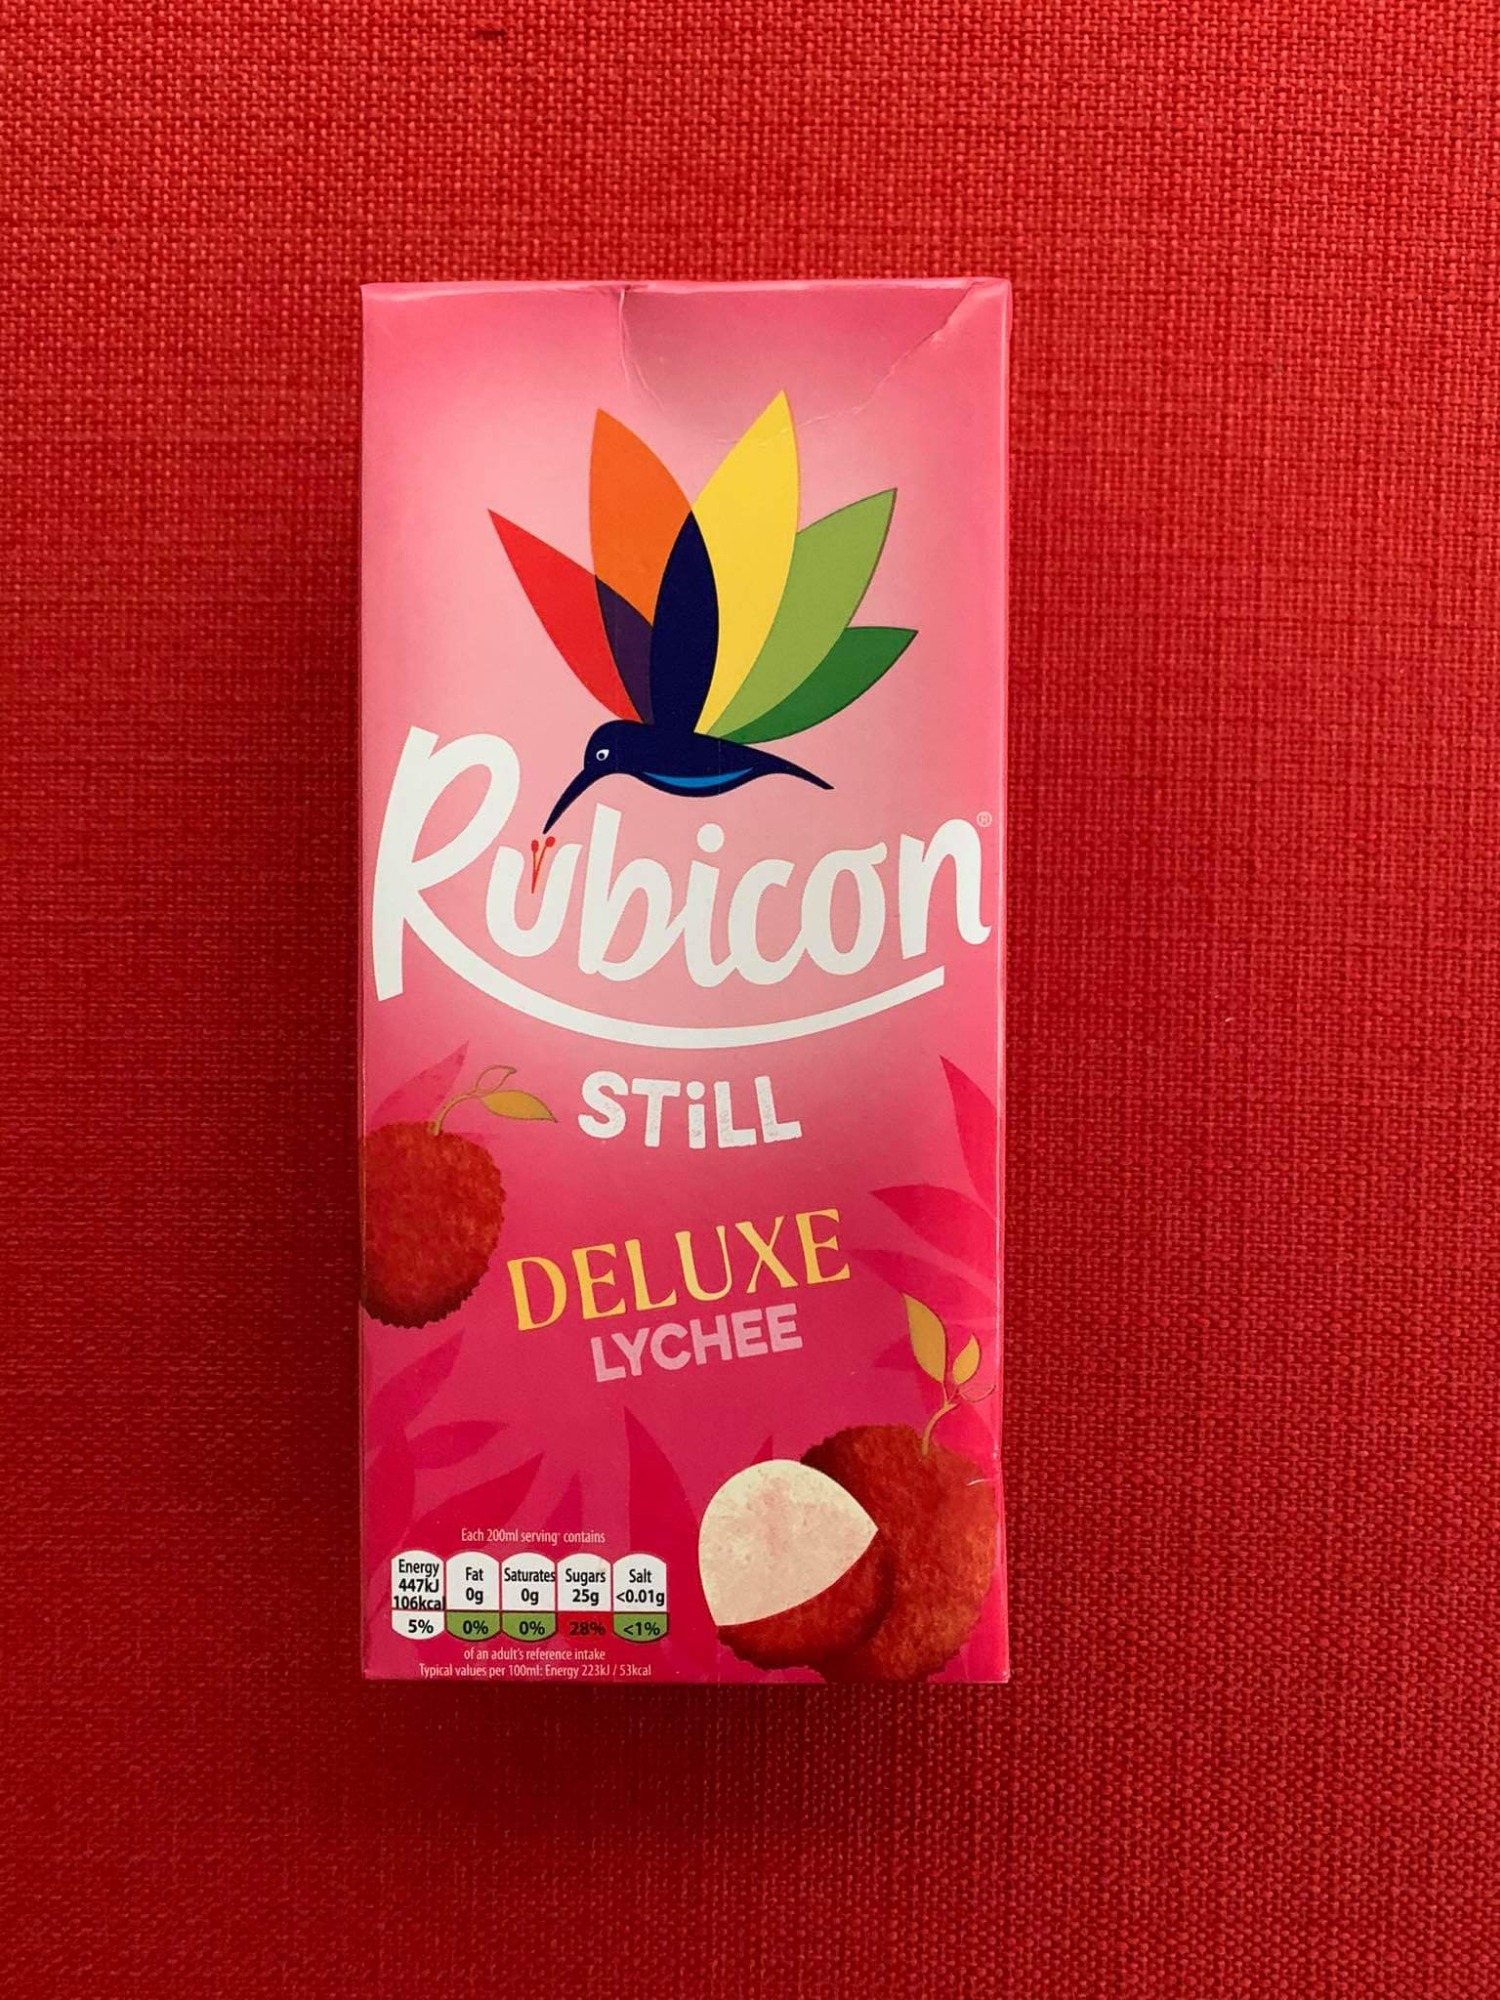 Rubicon®
STiLL
DELUXE
LYCHEE
Each 200ml serving contains
Energy
447kJ
106kcal
5%
Fat
0g
0%
Saturates
0g
0%
Sugars
25g
28%
Salt
<0.01g
<1%
of an adult's reference intake
Typical values per 100ml: Energy 223kJ / 53kcal